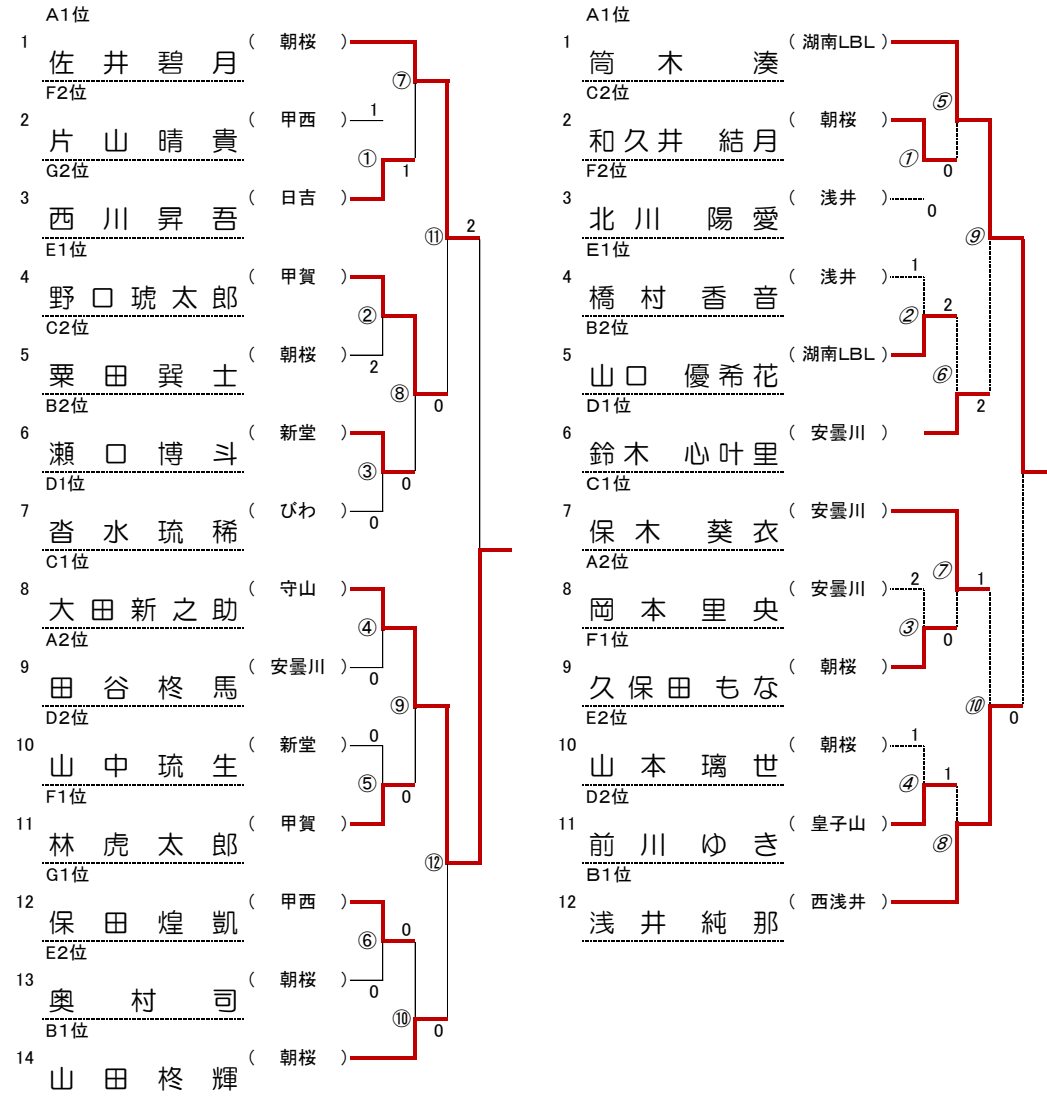 A1位
1 佐井碧月 ( 朝桜 )
⑦
F2位
2 片山晴貴 ( 甲西 ) 1
① 1
G2位
3 西川昇吾 ( 日吉 )
⑪ 2
E1位
4 野口琥太郎 ( 甲賀 )
②
C2位
5 粟田巽士 ( 朝桜 ) 2
⑧ 0
B2位
6 瀬口博斗 ( 新堂 )
③ 0
D1位
7 沓水琉稀 ( びわ ) 0
C1位
8 大田新之助 ( 守山 )
④
A2位
9 田谷柊馬 ( 安曇川 ) 0
⑨
D2位
10 山中琉生 ( 新堂 ) 0
⑤ 0
F1位
11 林虎太郎 ( 甲賀 )
⑫
G1位
12 保田煌凱 ( 甲西 )
⑥ 0
E2位
13 奥村司 ( 朝桜 ) 0
⑩ 0
B1位
14 山田柊輝 ( 朝桜 )
A1位
1 筒木湊 ( 湖南LBL )
⑤
C2位
2 和久井結月 ( 朝桜 )
① 0
F2位
3 北川陽愛 ( 浅井 ) 0
⑨
E1位
4 橋村香音 ( 浅井 ) 1
② 2
B2位
5 山口優希花 ( 湖南LBL )
⑥ 2
D1位
6 鈴木心叶里 ( 安曇川 )
C1位
7 保木葵衣 ( 安曇川 )
⑦ 1
A2位
8 岡本里央 ( 安曇川 ) 2
③ 0
F1位
9 久保田もな ( 朝桜 )
⑩ 0
E2位
10 山本璃世 ( 朝桜 ) 1
④ 1
D2位
11 前川ゆき ( 皇子山 )
⑧
B1位
12 浅井純那 ( 西浅井 )